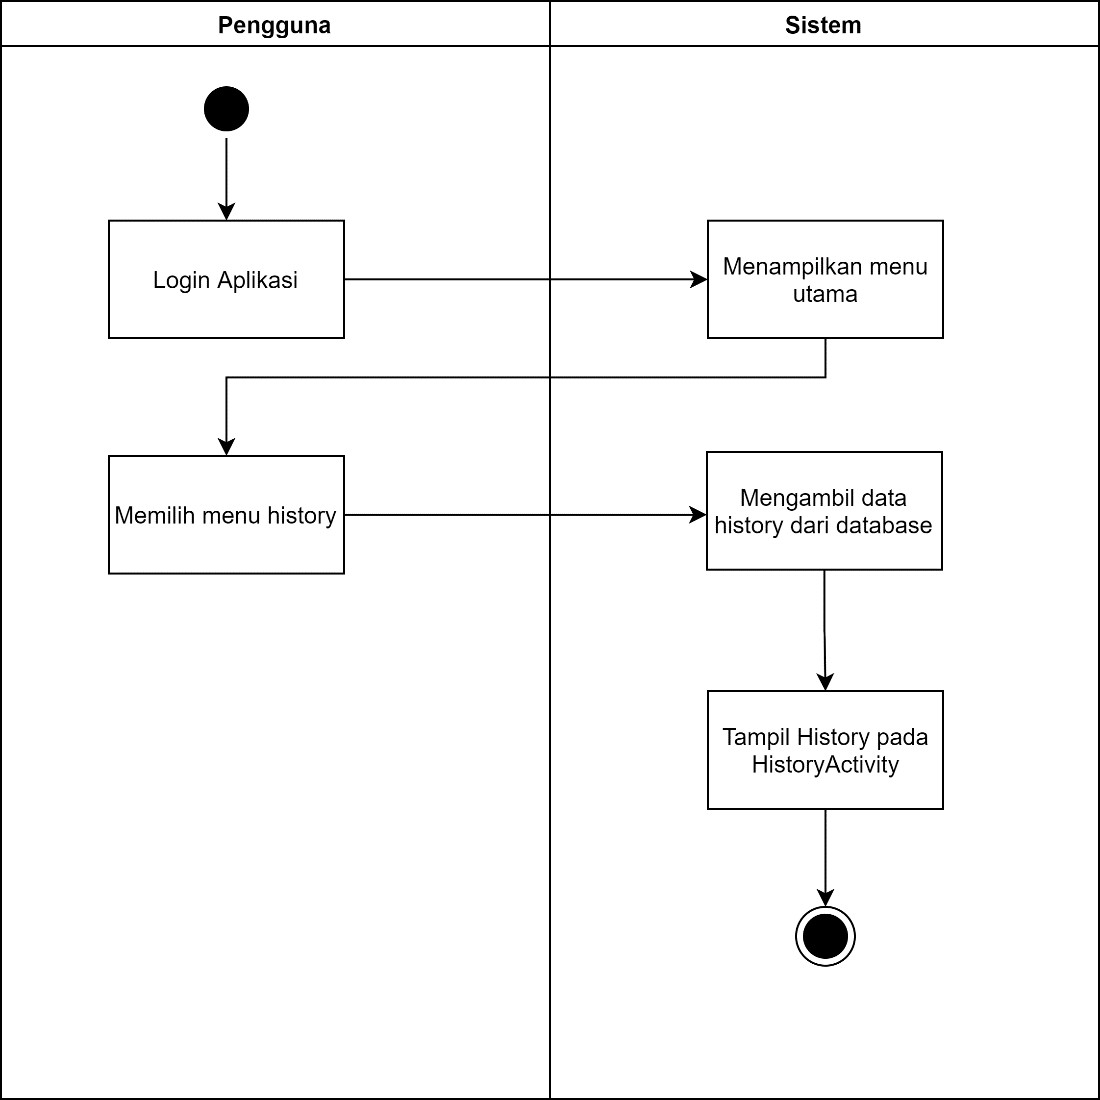 Pengguna
Sistem
Login Aplikasi
Menampilkan menu
utama
Memilih menu history
Mengambil data
history dari database
Tampil History pada
HistoryActivity